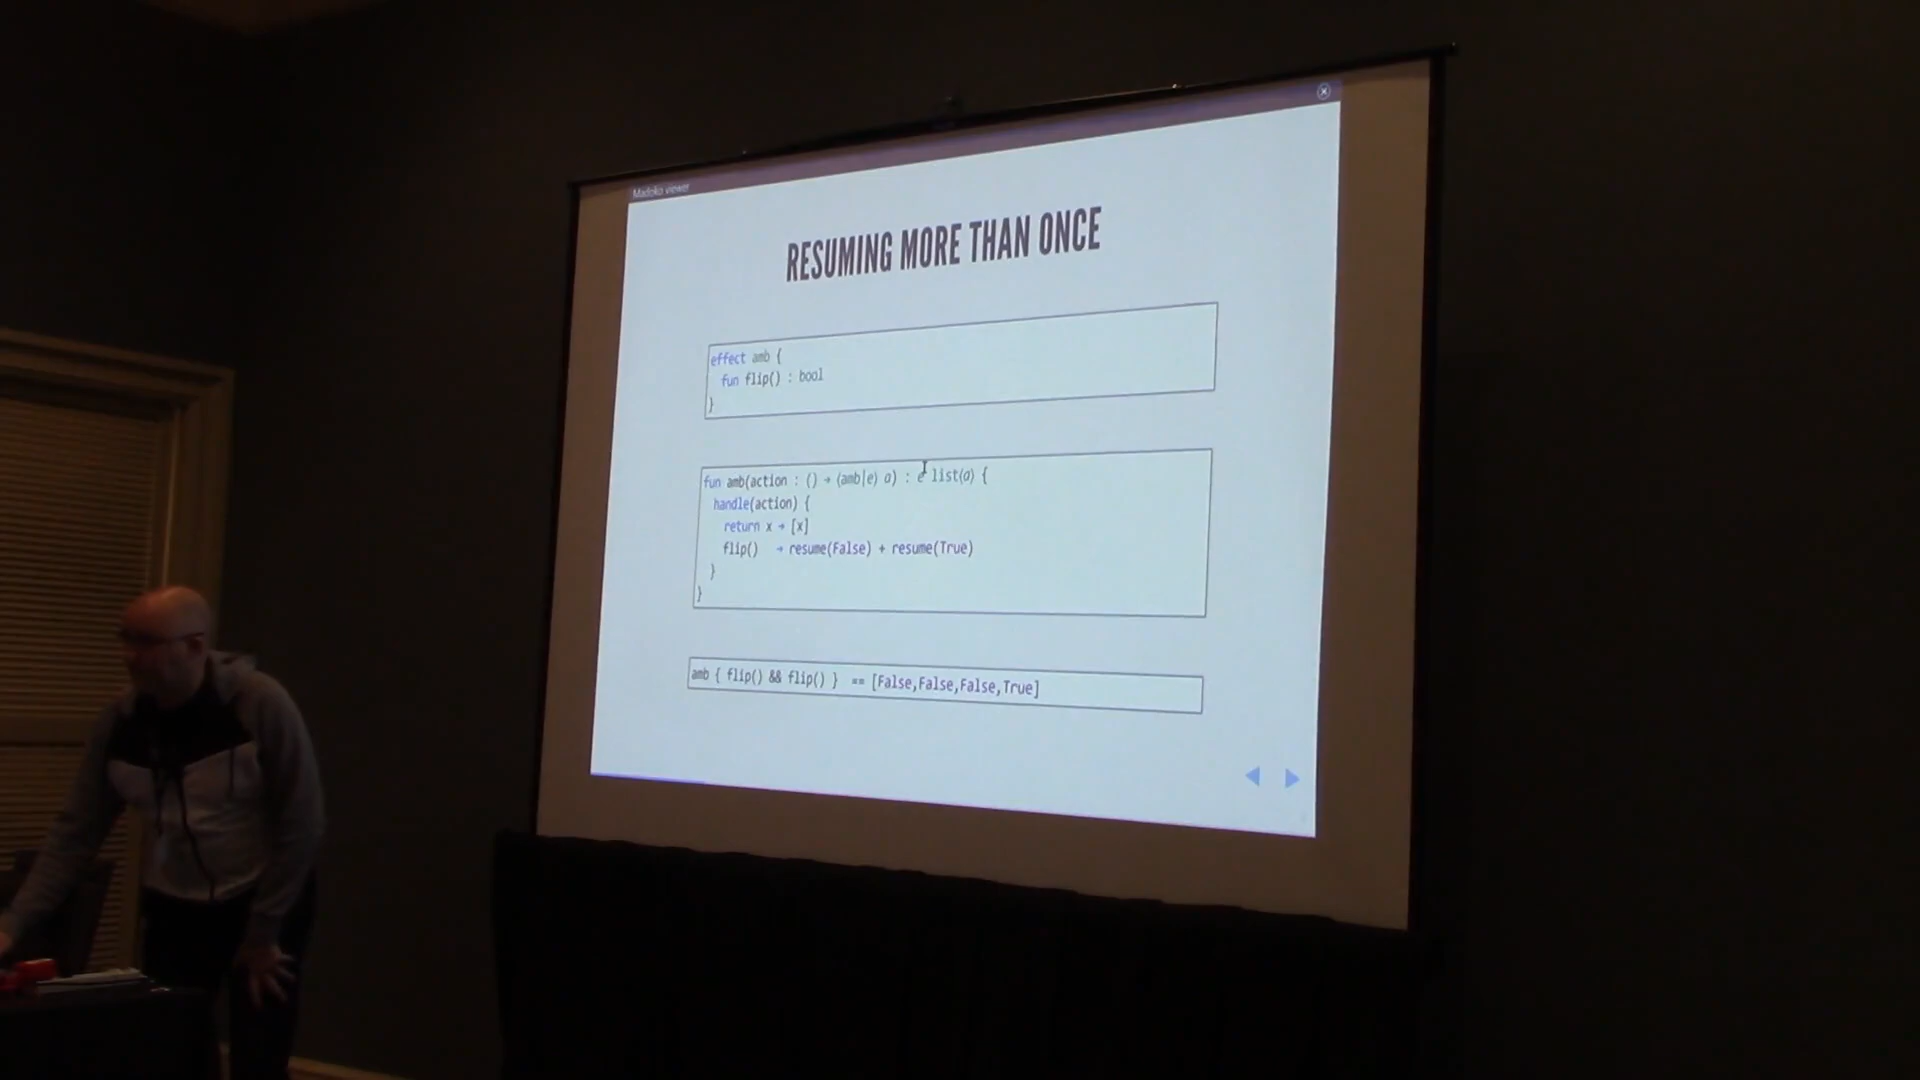 Madoko viewer
RESUMING MORE THAN ONCE
effect amb {
fun flip() : bool
}
fun amb(action : () → ⟨amb|e⟩ a) : e list⟨a⟩ {
handle(action) {
return x → [x]
flip() → resume(False) + resume(True)
}
}
amb { flip() && flip() } == [False,False,False,True]